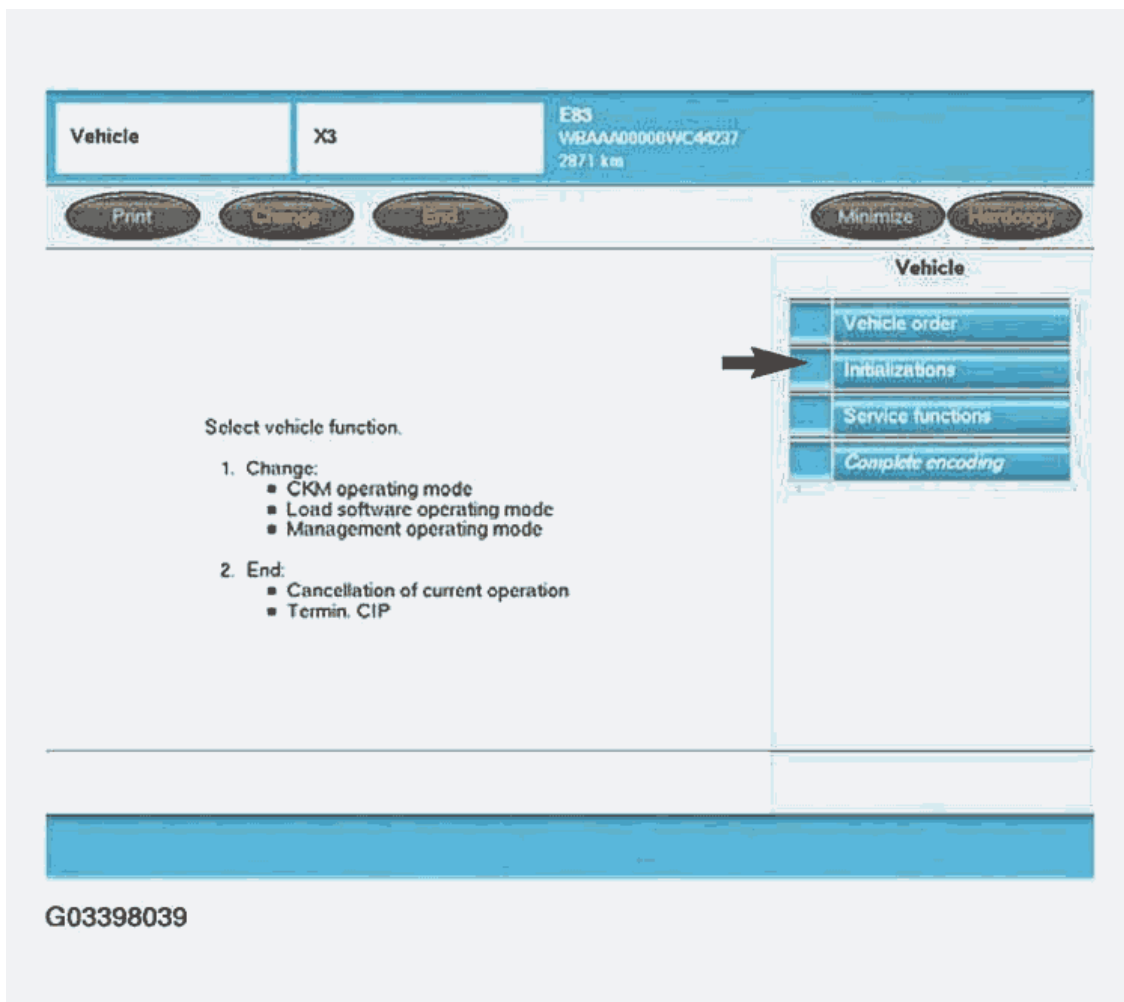 Vehicle
X3
E83
WBAAA00000WC44237
2871 km
Print
Change
End
Minimize
Hardcopy
Vehicle
Vehicle order
Initializations
Service functions
Complete encoding
Select vehicle function.
1. Change:
▪ CKM operating mode
▪ Load software operating mode
▪ Management operating mode
2. End:
▪ Cancellation of current operation
▪ Termin. CIP
G03398039